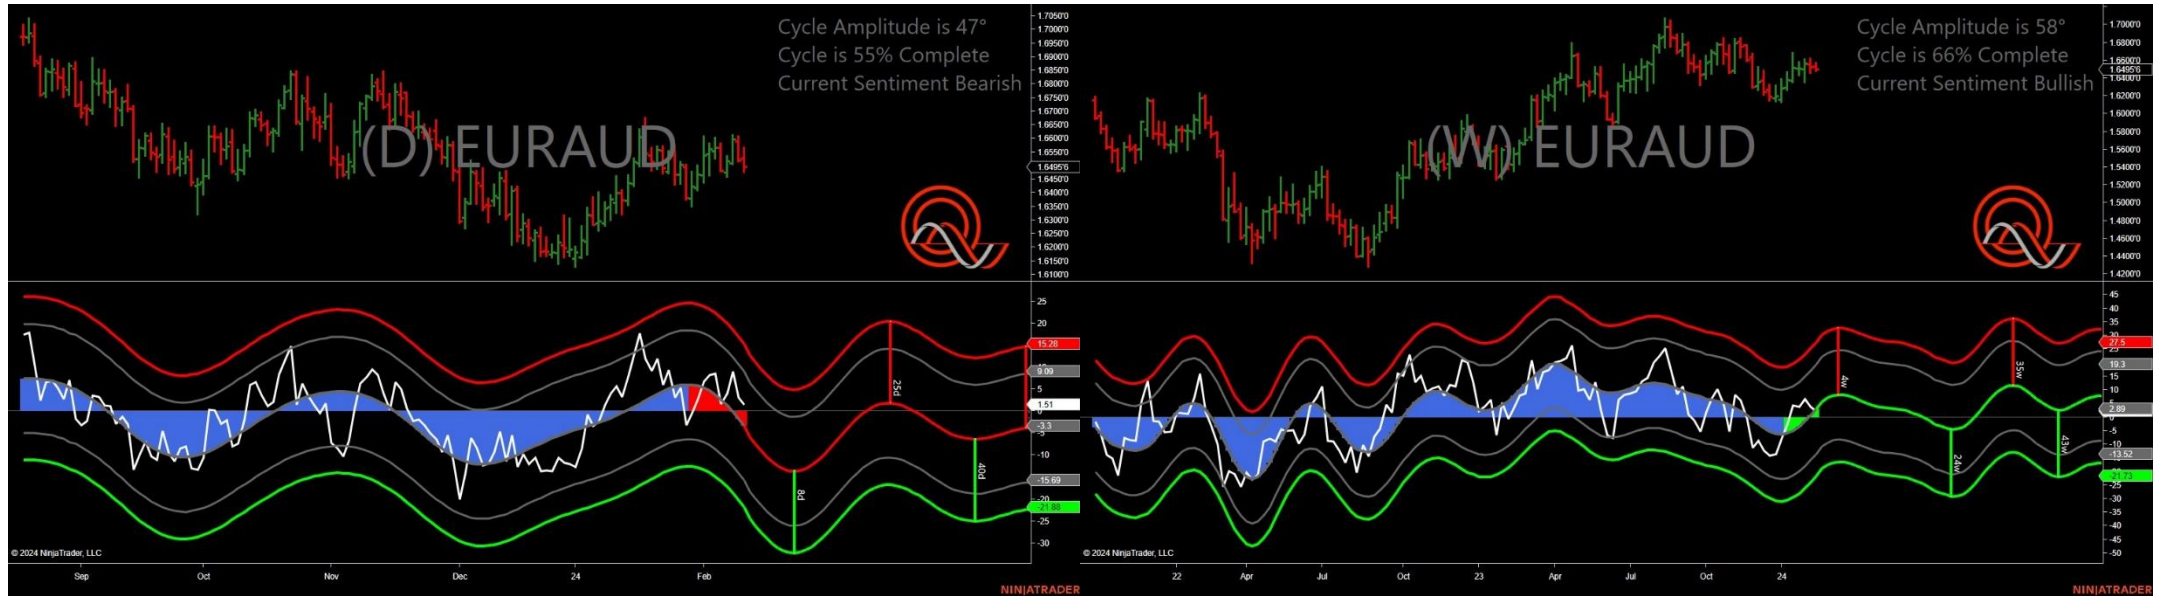 Cycle Amplitude is 47°
Cycle is 55% Complete
Current Sentiment Bearish
(D) EURAUD
1.7050'0
1.6950'0
1.6900'0
1.6850'0
1.6800'0
1.6750'0
1.6700'0
1.6650'0
1.6600'0
1.6550'0
1.6495'6
1.6450'0
1.6400'0
1.6350'0
1.6300'0
1.6250'0
1.6200'0
1.6150'0
1.6100'0
25
20
15.28
9.09
5
1.51
0
-3.3
-5
-10
-15.69
-21.88
-25
-30
8d
25d
40d
© 2024 NinjaTrader, LLC
Sep
Oct
Nov
Dec
24
Feb
NINJATRADER
Cycle Amplitude is 58°
Cycle is 66% Complete
Current Sentiment Bullish
(W) EURAUD
1.7000'0
1.6800'0
1.6600'0
1.6495'6
1.6400'0
1.6200'0
1.6000'0
1.5800'0
1.5600'0
1.5400'0
1.5200'0
1.5000'0
1.4800'0
1.4600'0
1.4400'0
1.4200'0
45
40
35
30
27.5
25
19.3
15
10
5
2.89
-5
-10
-13.52
-21.73
-25
-30
-35
-40
-45
-50
4w
24w
35w
43w
© 2024 NinjaTrader, LLC
22
Apr
Jul
Oct
23
Apr
Jul
Oct
24
NINJATRADER